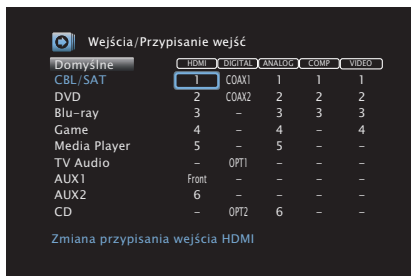 Wejścia/Przypisanie wejść
Domyślne HDMI DIGITAL ANALOG COMP VIDEO
CBL/SAT 1 COAX1 1 1 1
DVD 2 COAX2 2 2 2
Blu-ray 3 – 3 3 3
Game 4 – 4 – 4
Media Player 5 – 5 – –
TV Audio – OPT1 – – –
AUX1 Front – – – –
AUX2 6 – – – –
CD – OPT2 6 – –
Zmiana przypisania wejścia HDMI